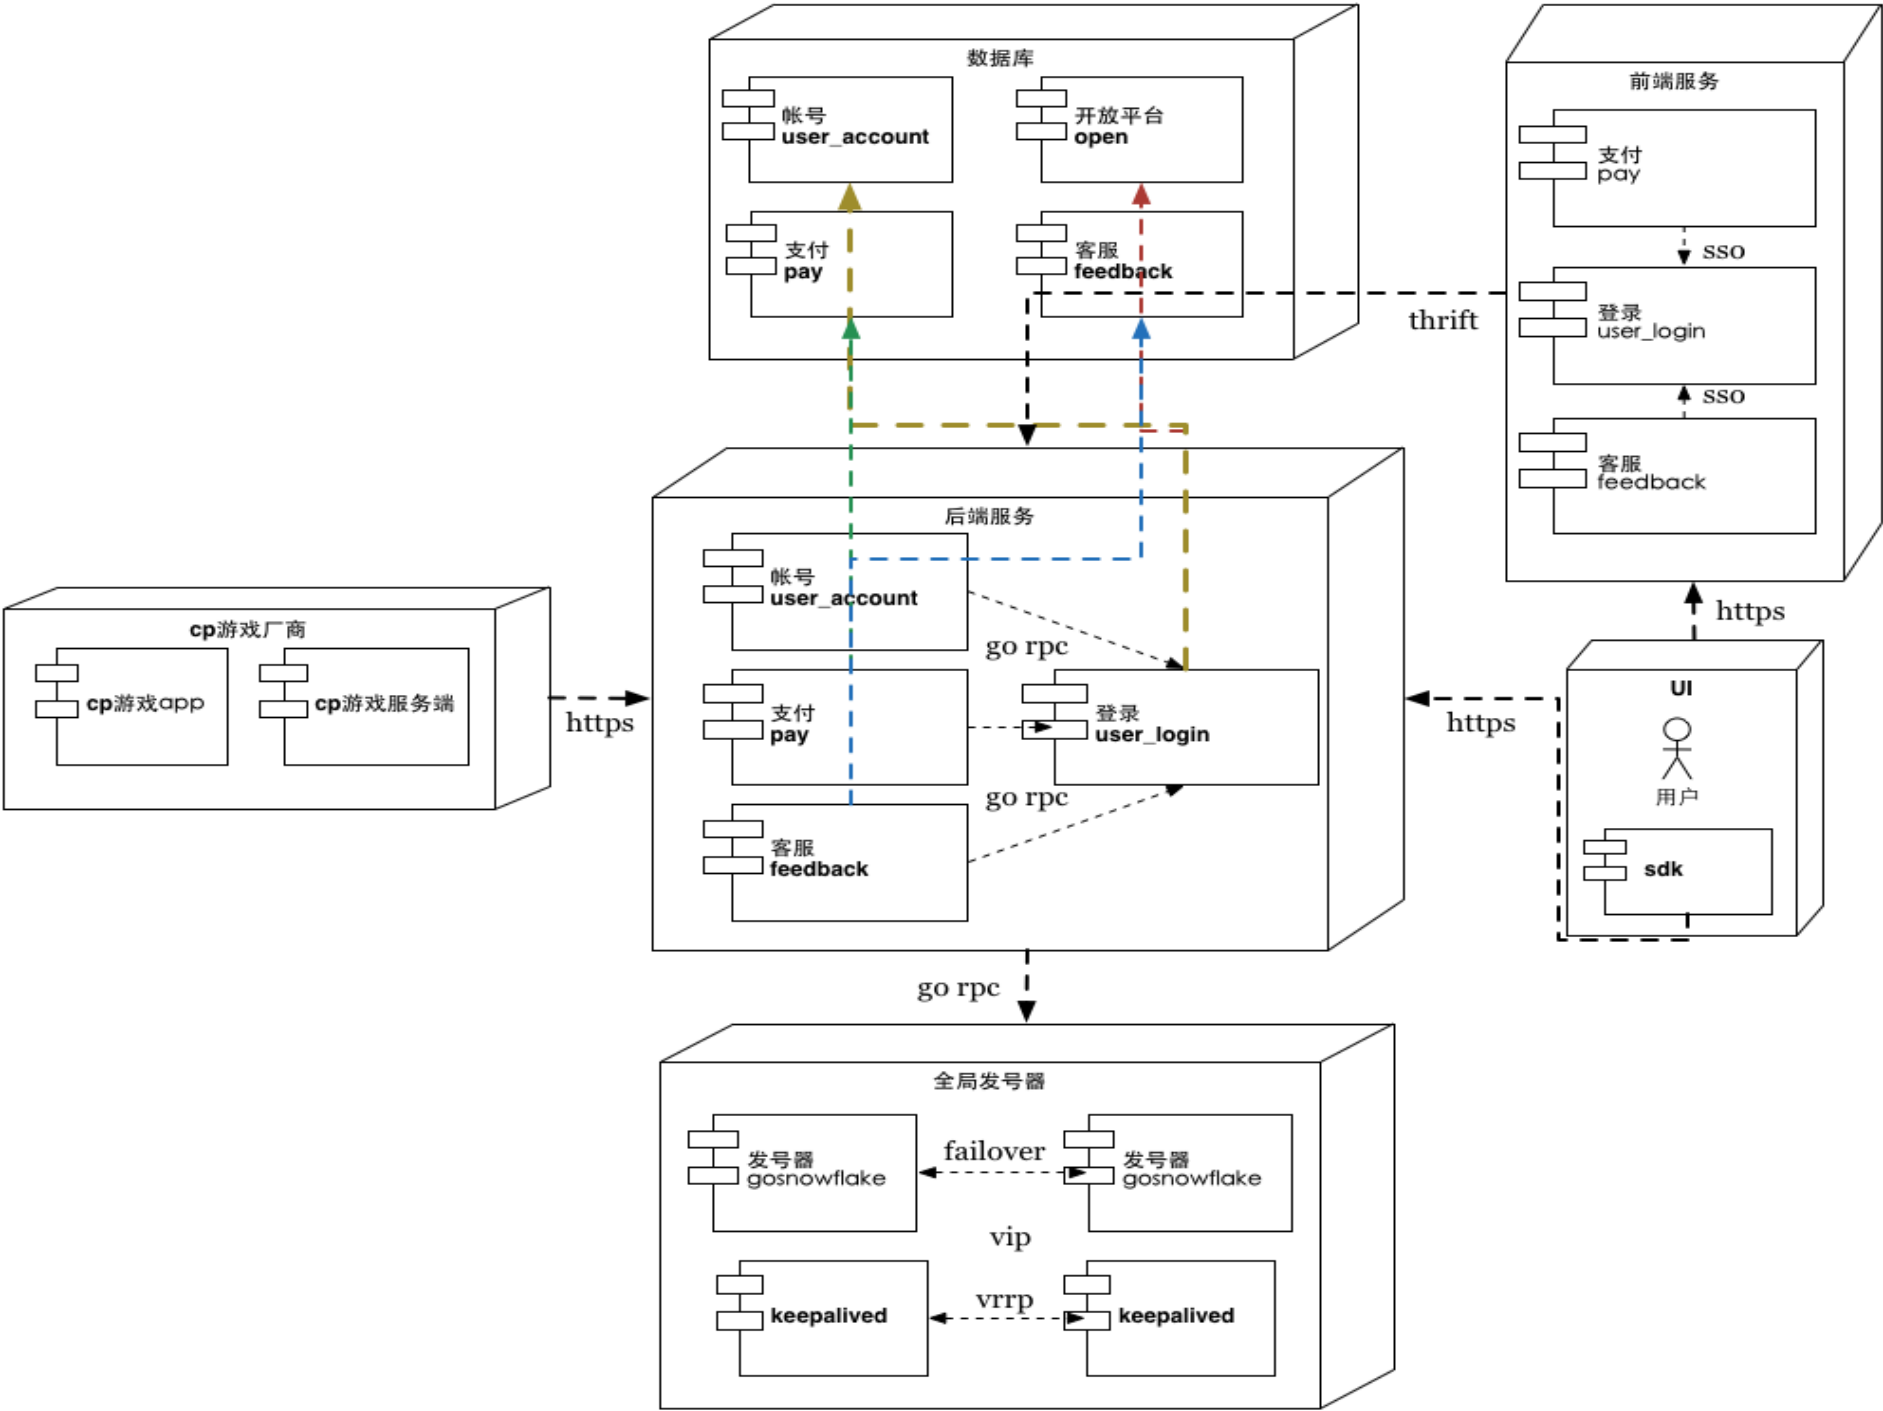 数据库
帐号
user_account
开放平台
open
支付
pay
客服
feedback
前端服务
支付
pay
sso
登录
user_login
sso
客服
feedback
thrift
https
后端服务
帐号
user_account
go rpc
支付
pay
登录
user_login
go rpc
客服
feedback
cp游戏厂商
cp游戏app
cp游戏服务端
https
https
UI
用户
sdk
go rpc
全局发号器
发号器
gosnowflake
failover
发号器
gosnowflake
vip
keepalived
vrrp
keepalived